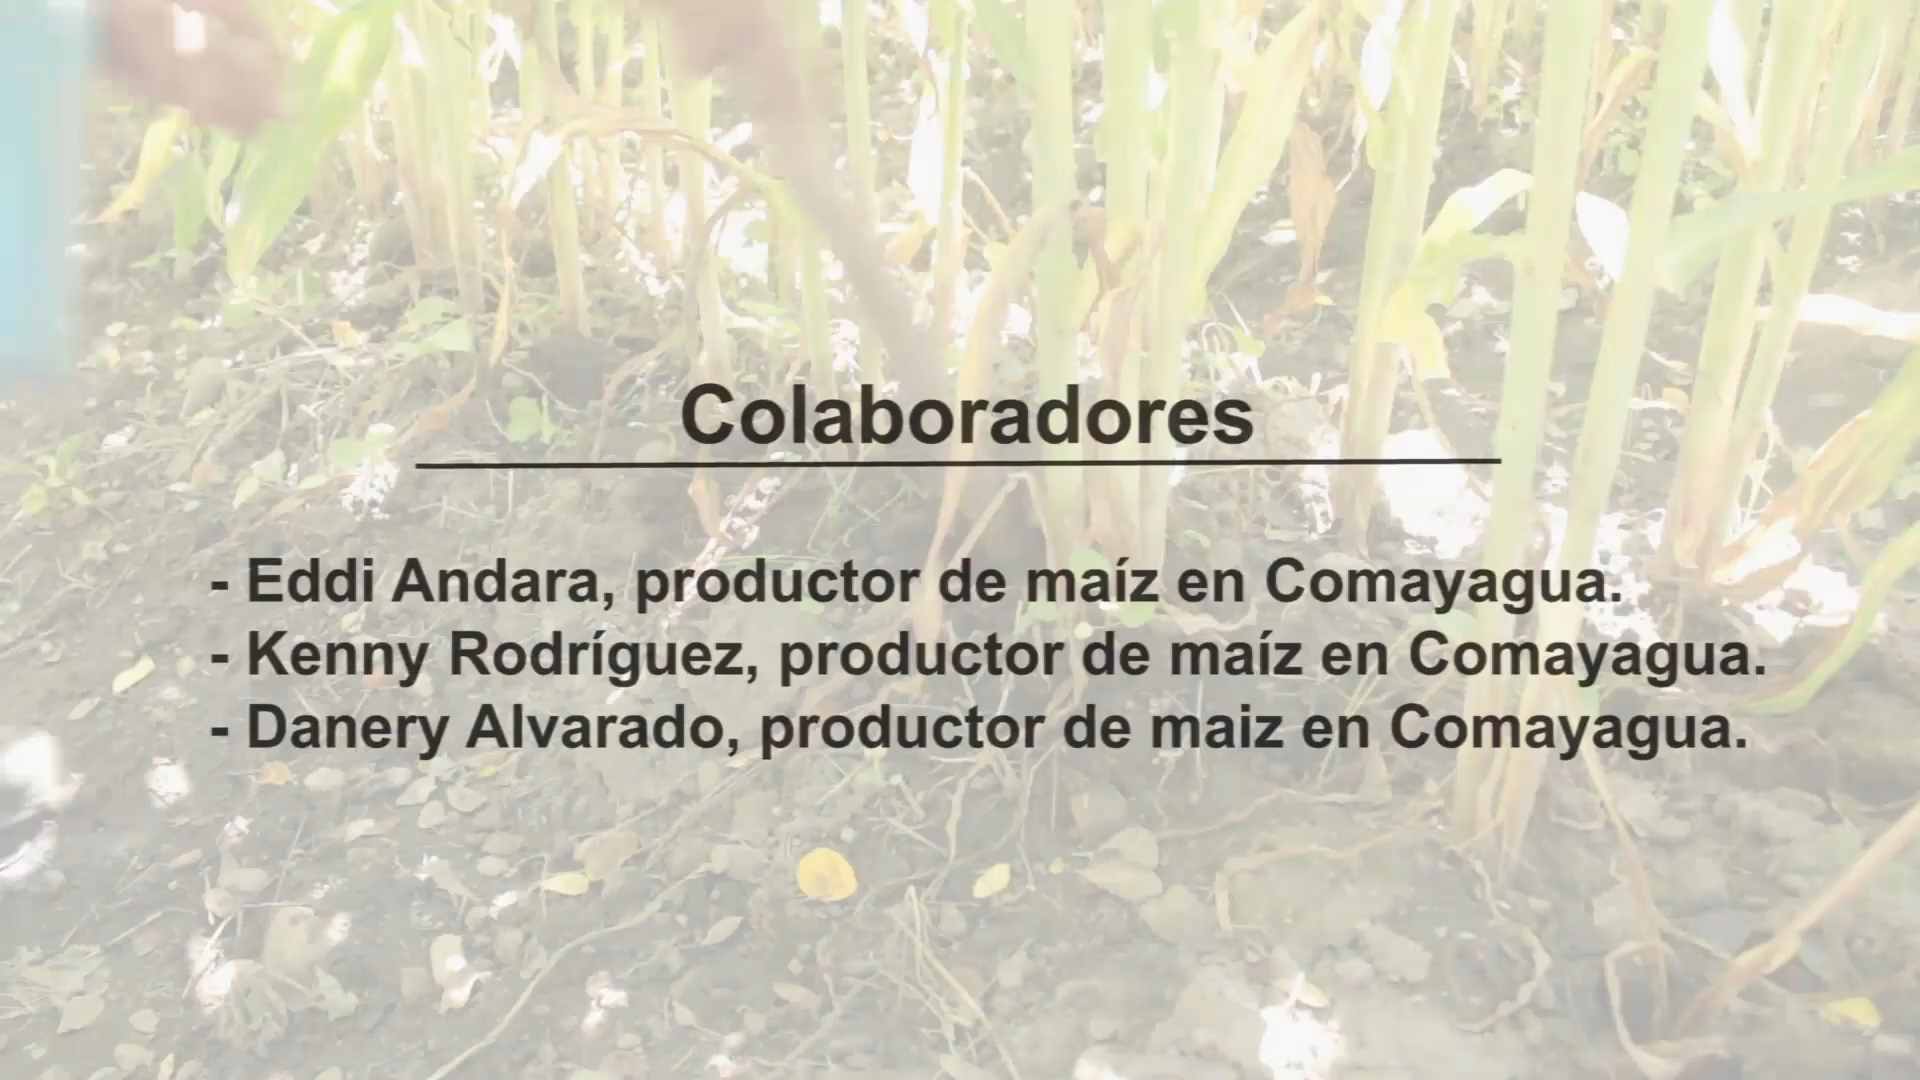 Colaboradores
- Eddi Andara, productor de maíz en Comayagua.
- Kenny Rodríguez, productor de maíz en Comayagua.
- Danery Alvarado, productor de maiz en Comayagua.